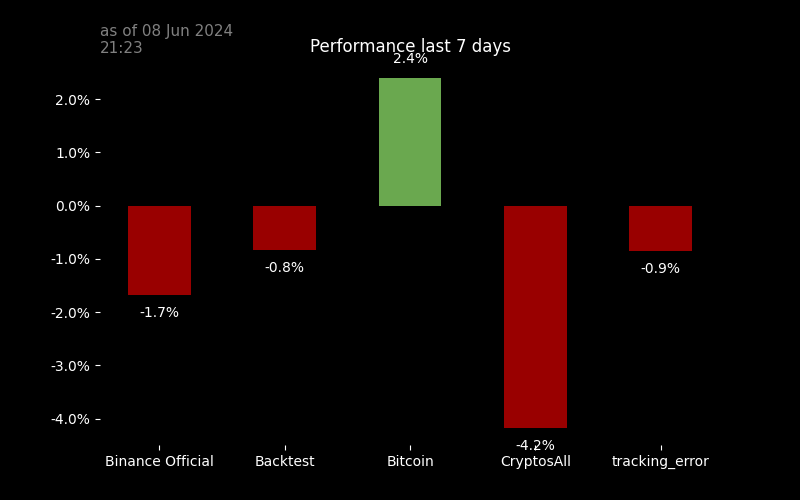 as of 08 Jun 2024
21:23
Performance last 7 days
2.4%
2.0%
1.0%
0.0%
-1.0%
-0.8%
-0.9%
-2.0%
-1.7%
-3.0%
-4.0%
-4.2%
Binance Official
Backtest
Bitcoin
CryptosAll
tracking_error